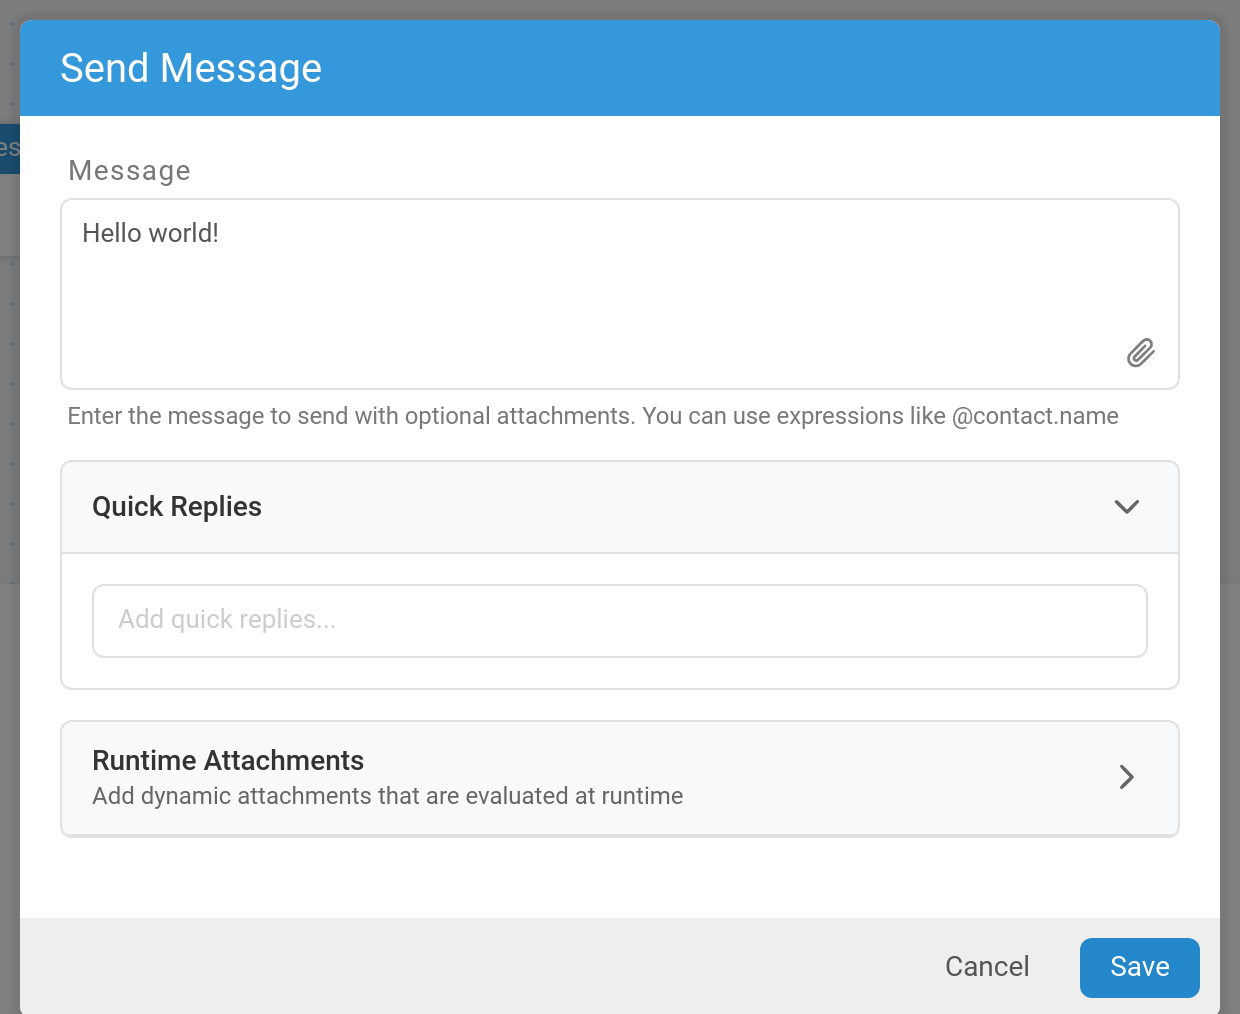 Send Message
es
Message
Hello world!
Enter the message to send with optional attachments. You can use expressions like @contact.name
Quick Replies
Add quick replies...
Runtime Attachments
Add dynamic attachments that are evaluated at runtime
Cancel
Save